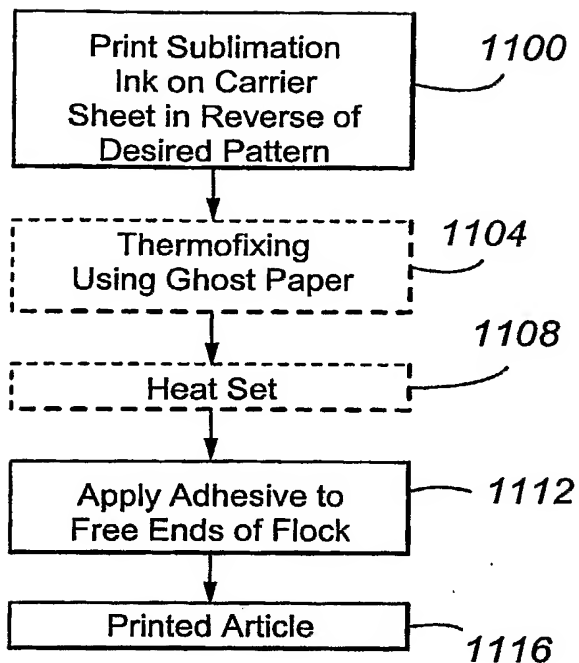 Print Sublimation
Ink on Carrier
Sheet in Reverse of
Desired Pattern
1100
Thermofixing
Using Ghost Paper
1104
Heat Set
1108
Apply Adhesive to
Free Ends of Flock
1112
Printed Article
1116